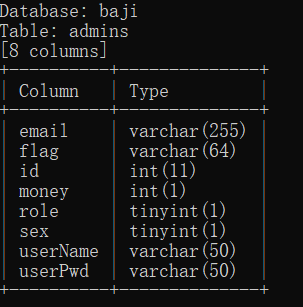 Database: baji
Table: admins
[8 columns]
+----------+--------------+
| Column | Type |
+----------+--------------+
| email | varchar(255) |
| flag | varchar(64) |
| id | int(11) |
| money | int(1) |
| role | tinyint(1) |
| sex | tinyint(1) |
| userName | varchar(50) |
| userPwd | varchar(50) |
+----------+--------------+